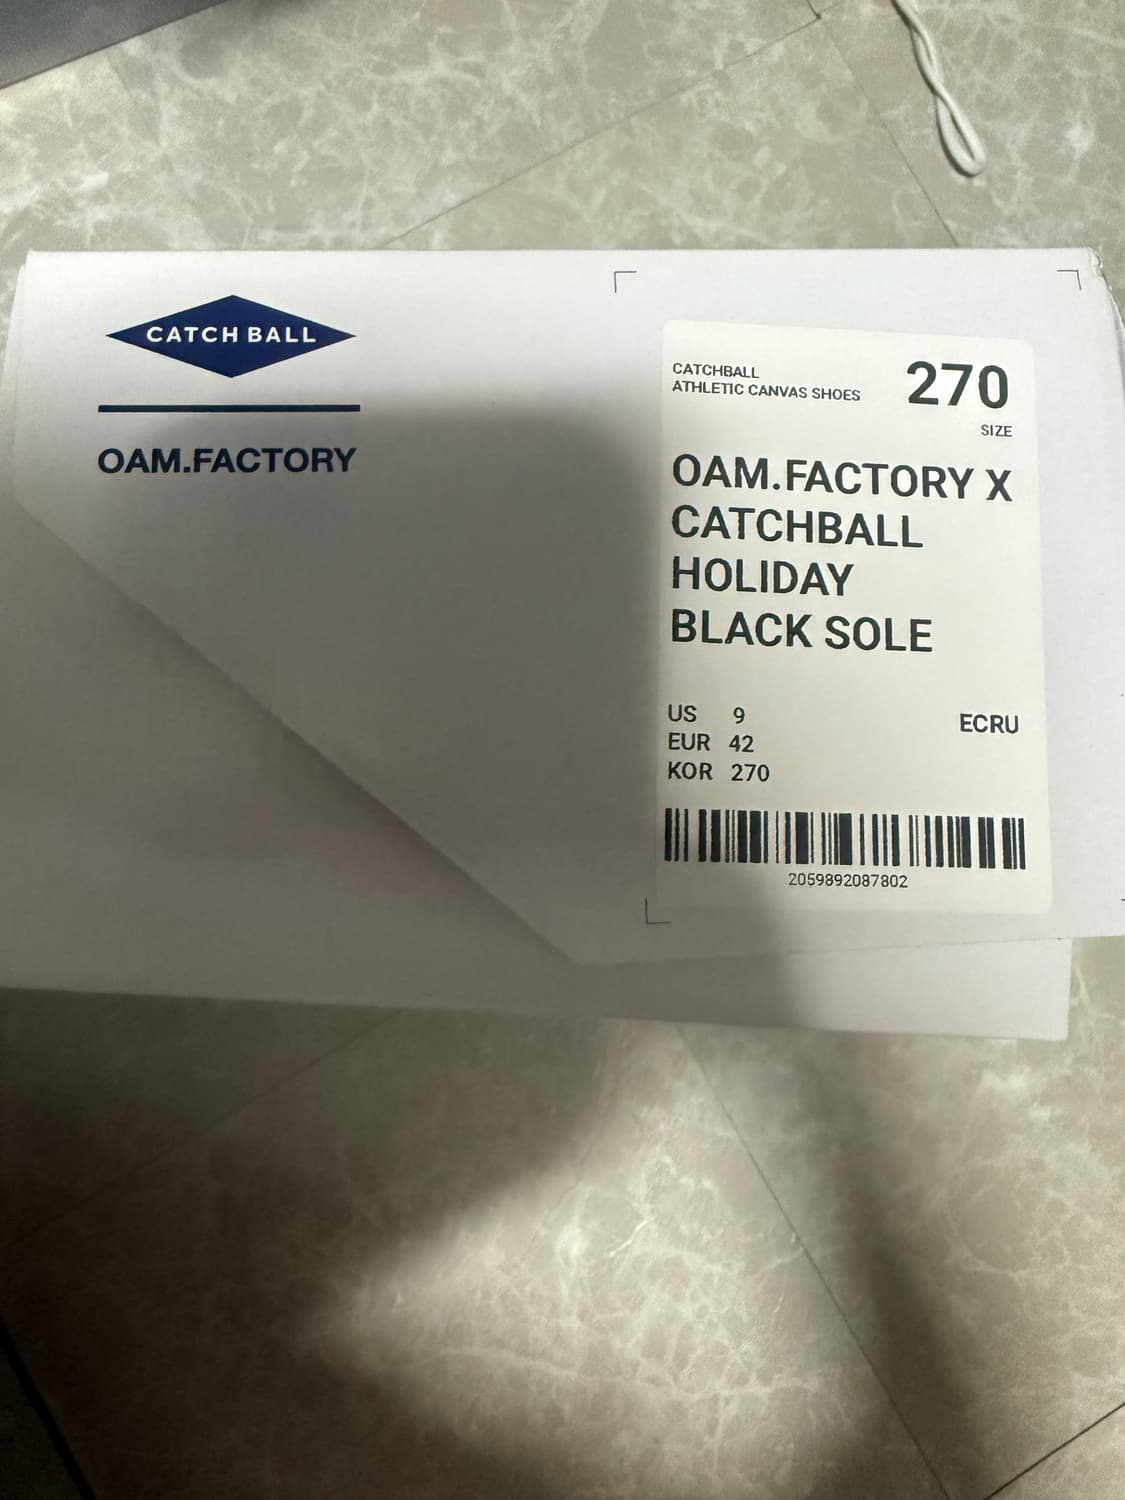 CATCH BALL
OAM.FACTORY
CATCHBALL
ATHLETIC CANVAS SHOES
270
SIZE
OAM.FACTORY X
CATCHBALL
HOLIDAY
BLACK SOLE
US 9
EUR 42
KOR 270
ECRU
2059892087802